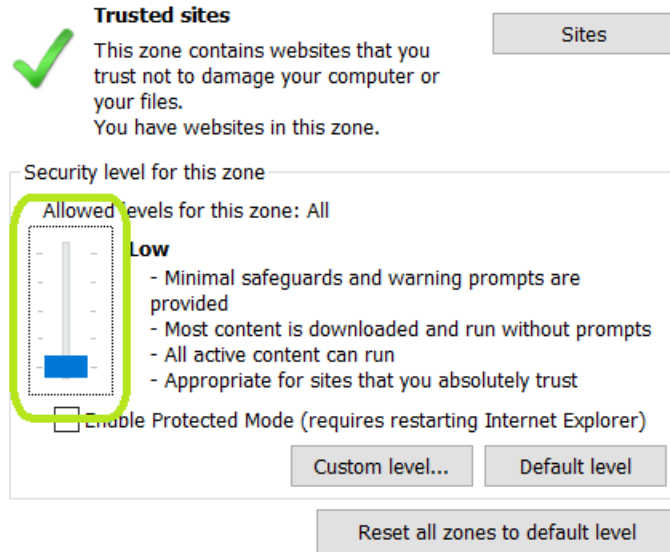 Trusted sites
Sites
This zone contains websites that you
trust not to damage your computer or
your files.
You have websites in this zone.
Security level for this zone
Allowed levels for this zone: All
Low
- Minimal safeguards and warning prompts are
provided
- Most content is downloaded and run without prompts
- All active content can run
- Appropriate for sites that you absolutely trust
Enable Protected Mode (requires restarting Internet Explorer)
Custom level...
Default level
Reset all zones to default level